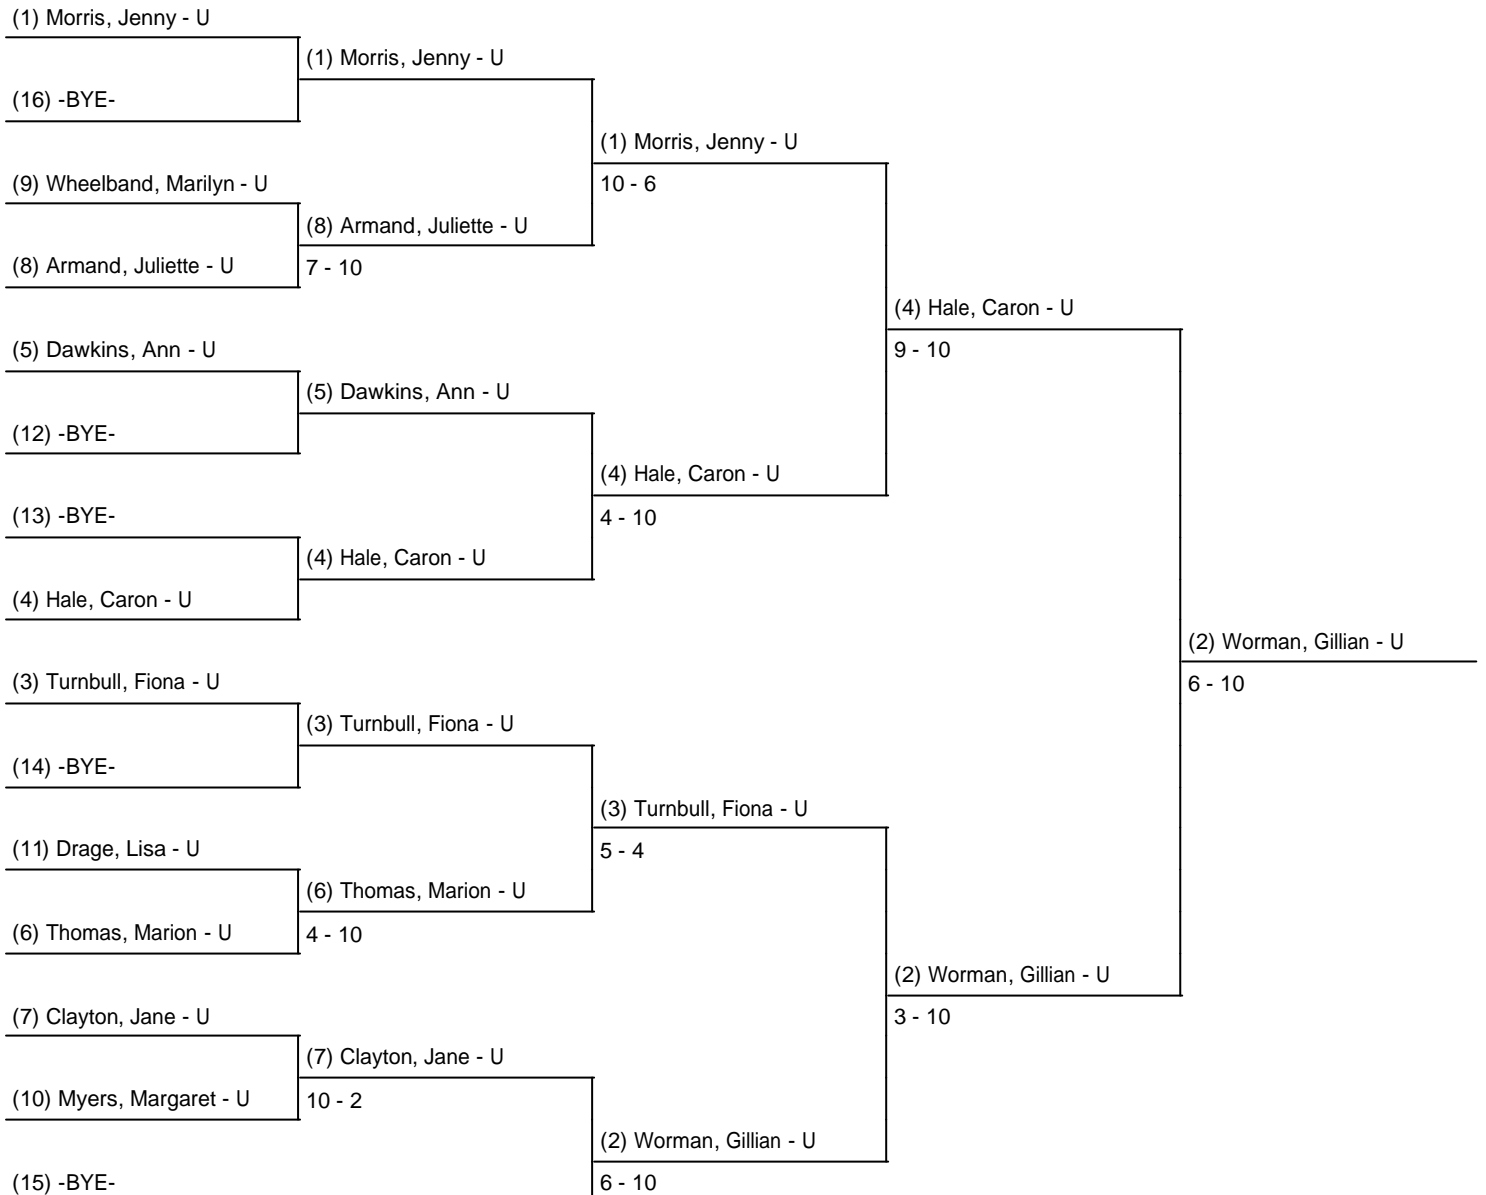 (1) Morris, Jenny - U
(16) -BYE-
(9) Wheelband, Marilyn - U
(8) Armand, Juliette - U
(5) Dawkins, Ann - U
(12) -BYE-
(13) -BYE-
(4) Hale, Caron - U
(3) Turnbull, Fiona - U
(14) -BYE-
(11) Drage, Lisa - U
(6) Thomas, Marion - U
(7) Clayton, Jane - U
(10) Myers, Margaret - U
(15) -BYE-
(1) Morris, Jenny - U
(8) Armand, Juliette - U
7 - 10
(5) Dawkins, Ann - U
(4) Hale, Caron - U
(3) Turnbull, Fiona - U
(6) Thomas, Marion - U
4 - 10
(7) Clayton, Jane - U
10 - 2
(1) Morris, Jenny - U
10 - 6
(4) Hale, Caron - U
4 - 10
(3) Turnbull, Fiona - U
5 - 4
(2) Worman, Gillian - U
6 - 10
(4) Hale, Caron - U
9 - 10
(2) Worman, Gillian - U
3 - 10
(2) Worman, Gillian - U
6 - 10